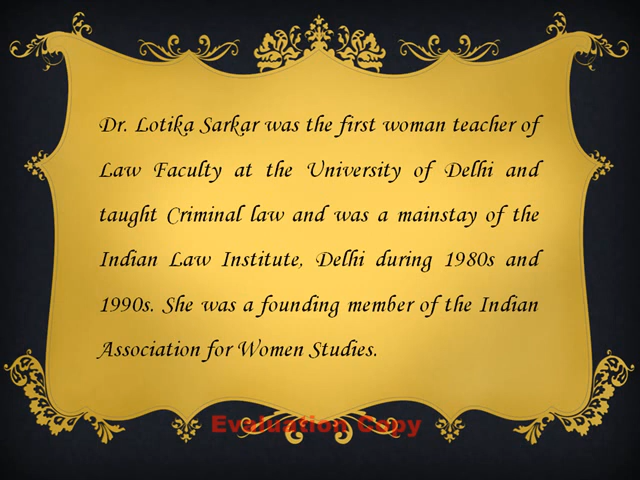 Dr. Lotika Sarkar was the first woman teacher of
Law Faculty at the University of Delhi and
taught Criminal law and was a mainstay of the
Indian Law Institute, Delhi during 1980s and
1990s. She was a founding member of the Indian
Association for Women Studies.
Evaluation Copy